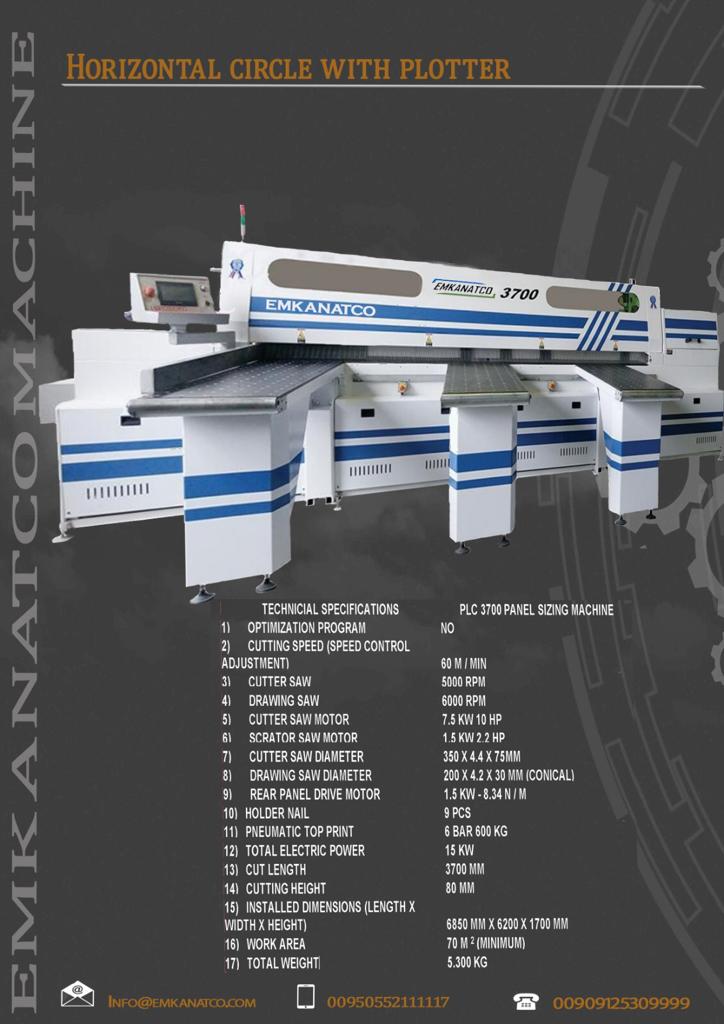 EMKANATCOMACHINE
HORIZONTAL CIRCLE WITH PLOTTER
EMKANATCO 3700
EMKANATCO
TECHNICIAL SPECIFICATIONS PLC 3700 PANEL SIZING MACHINE
1) OPTIMIZATION PROGRAM NO
2) CUTTING SPEED (SPEED CONTROL
ADJUSTMENT) 60 M / MIN
3) CUTTER SAW 5000 RPM
4) DRAWING SAW 6000 RPM
5) CUTTER SAW MOTOR 7.5 KW 10 HP
6) SCRATOR SAW MOTOR 1.5 KW 2.2 HP
7) CUTTER SAW DIAMETER 350 X 4.4 X 75MM
8) DRAWING SAW DIAMETER 200 X 4.2 X 30 MM (CONICAL)
9) REAR PANEL DRIVE MOTOR 1.5 KW - 8.34 N / M
10) HOLDER NAIL 9 PCS
11) PNEUMATIC TOP PRINT 6 BAR 600 KG
12) TOTAL ELECTRIC POWER 15 KW
13) CUT LENGTH 3700 MM
14) CUTTING HEIGHT 80 MM
15) INSTALLED DIMENSIONS (LENGTH X
WIDTH X HEIGHT) 6850 MM X 6200 X 1700 MM
16) WORK AREA 70 M ² (MINIMUM)
17) TOTAL WEIGHT 5.300 KG
INFO@EMKANATCO.COM 00950552111117 00909125309999